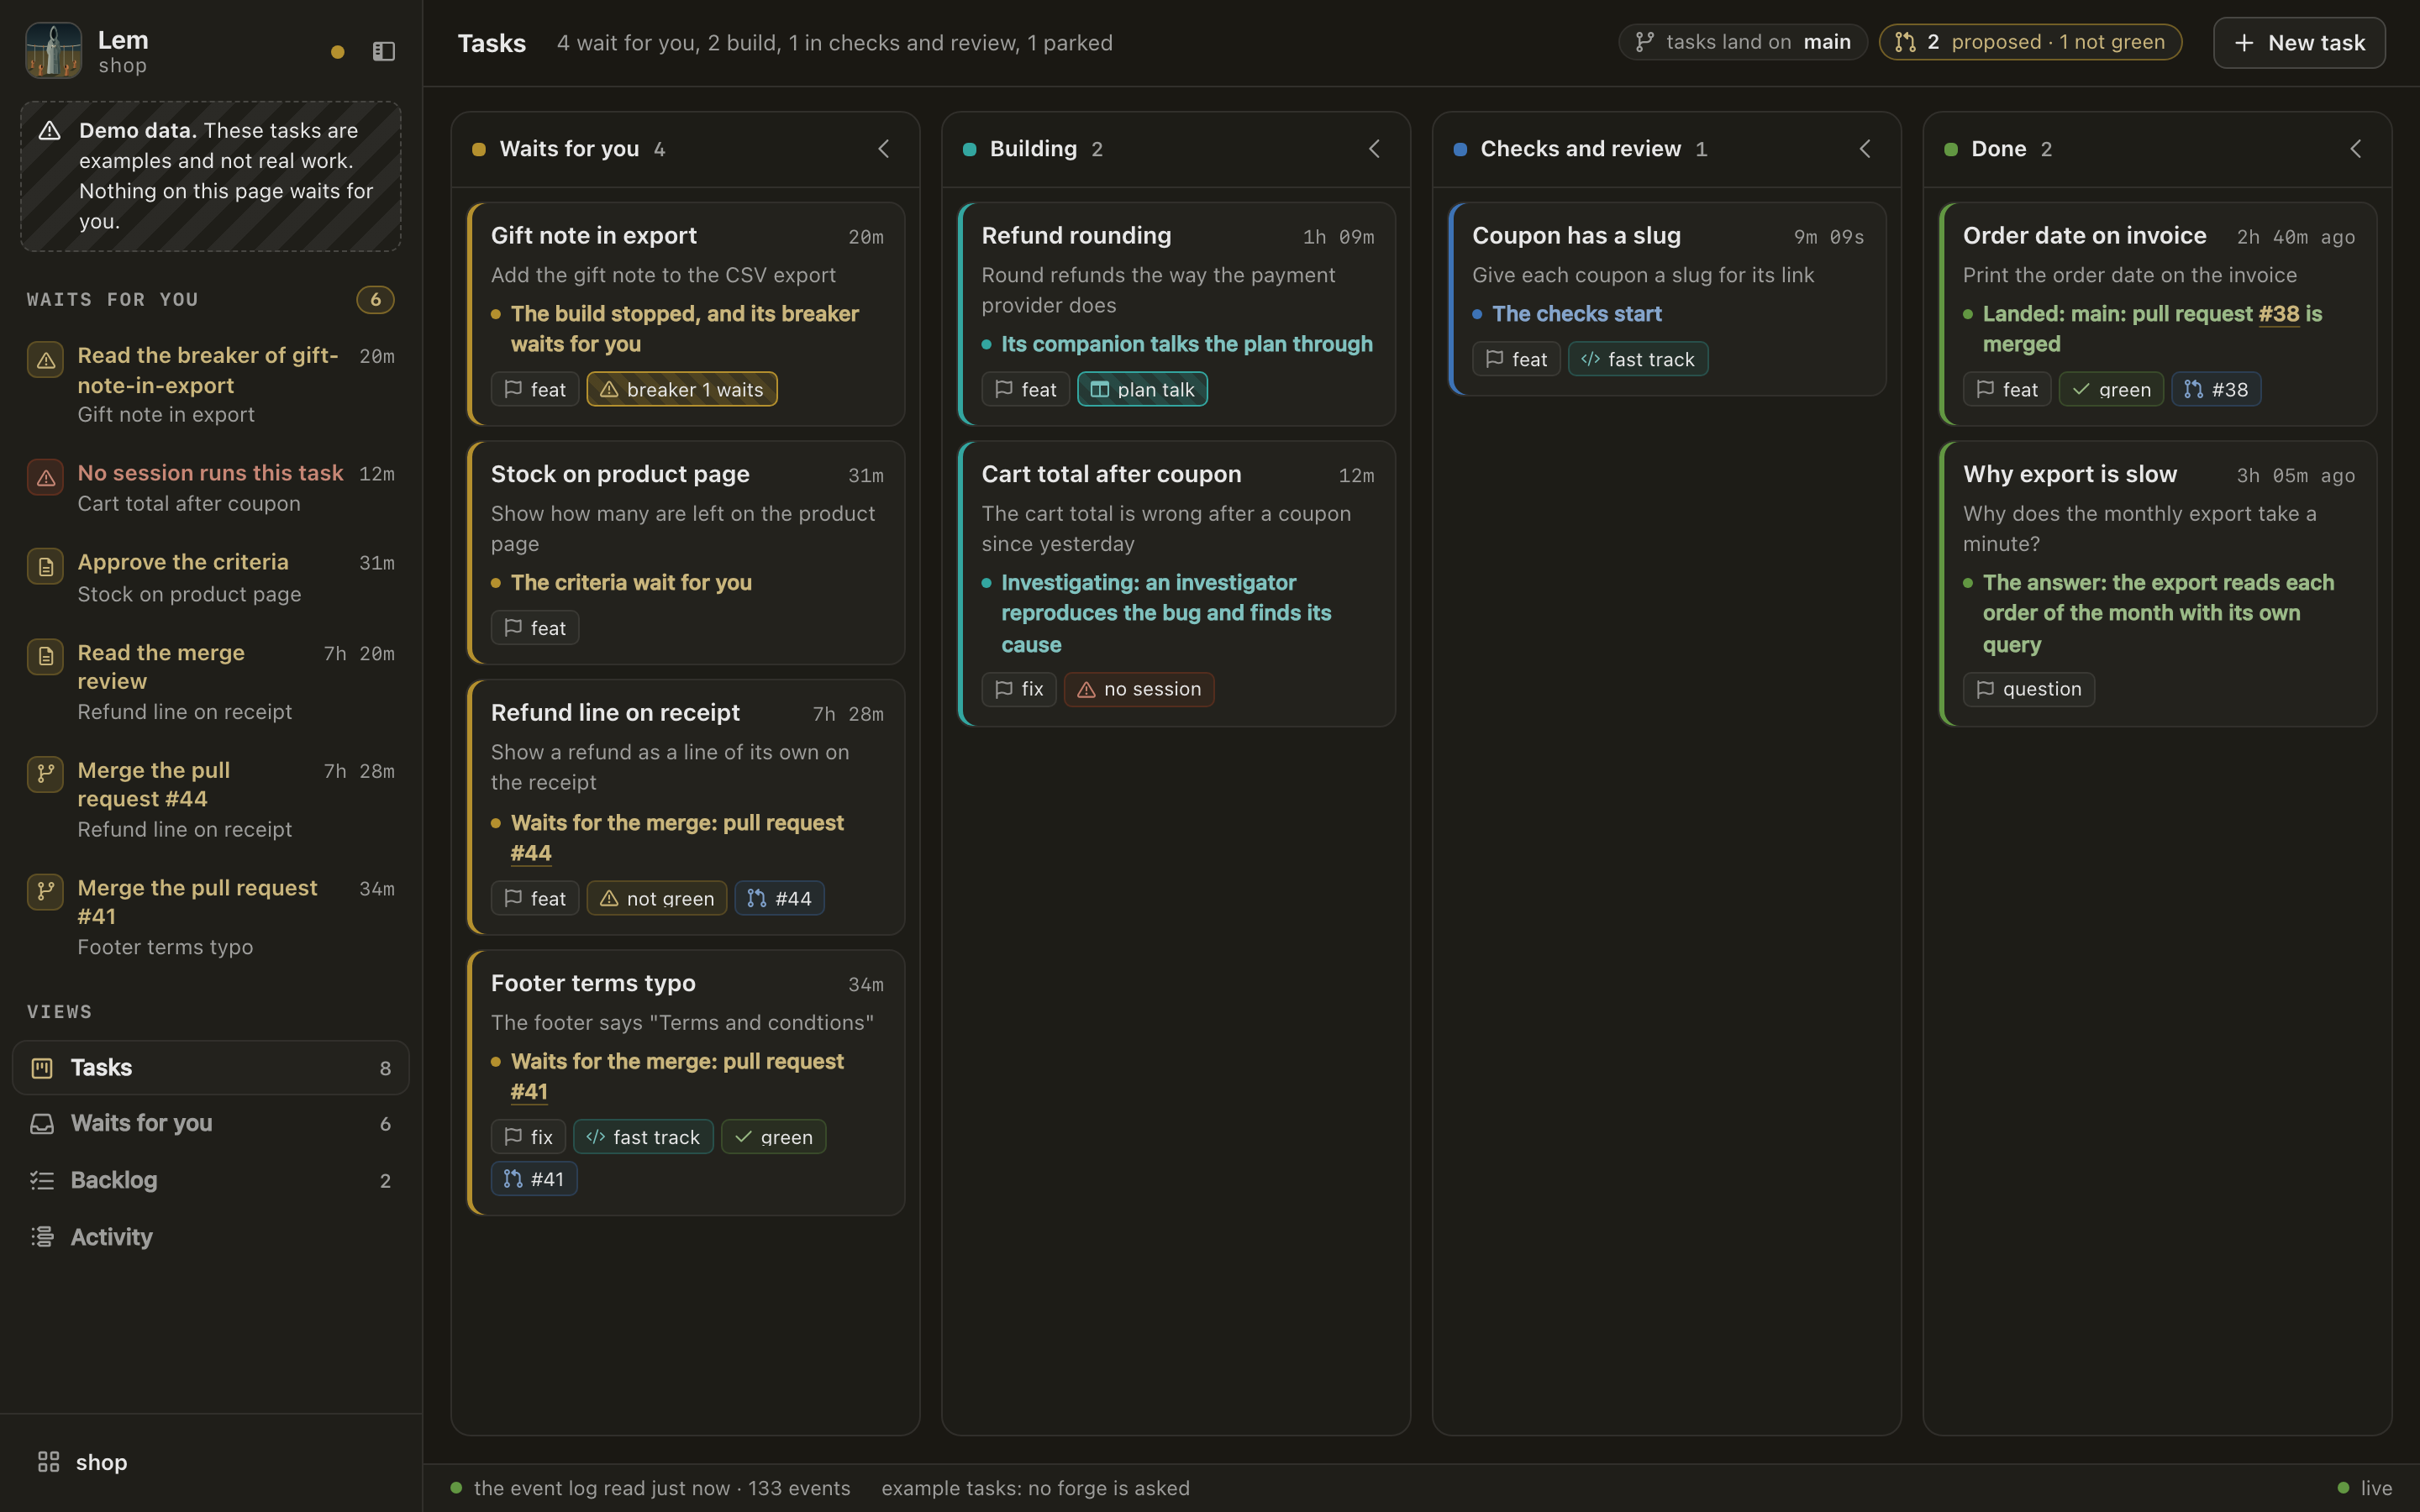 Lem
shop
Demo data. These tasks are
examples and not real work.
Nothing on this page waits for
you.
WAITS FOR YOU 6
Read the breaker of gift- 20m
note-in-export
Gift note in export
No session runs this task 12m
Cart total after coupon
Approve the criteria 31m
Stock on product page
Read the merge 7h 20m
review
Refund line on receipt
Merge the pull 7h 28m
request #44
Refund line on receipt
Merge the pull request 34m
#41
Footer terms typo
VIEWS
Tasks 8
Waits for you 6
Backlog 2
Activity
shop
Tasks 4 wait for you, 2 build, 1 in checks and review, 1 parked
tasks land on main
2 proposed · 1 not green
New task
Waits for you 4
Gift note in export 20m
Add the gift note to the CSV export
The build stopped, and its breaker
waits for you
feat breaker 1 waits
Stock on product page 31m
Show how many are left on the product
page
The criteria wait for you
feat
Refund line on receipt 7h 28m
Show a refund as a line of its own on
the receipt
Waits for the merge: pull request
#44
feat not green #44
Footer terms typo 34m
The footer says "Terms and condtions"
Waits for the merge: pull request
#41
fix fast track green
#41
Building 2
Refund rounding 1h 09m
Round refunds the way the payment
provider does
Its companion talks the plan through
feat plan talk
Cart total after coupon 12m
The cart total is wrong after a coupon
since yesterday
Investigating: an investigator
reproduces the bug and finds its
cause
fix no session
Checks and review 1
Coupon has a slug 9m 09s
Give each coupon a slug for its link
The checks start
feat fast track
Done 2
Order date on invoice 2h 40m ago
Print the order date on the invoice
Landed: main: pull request #38 is
merged
feat green #38
Why export is slow 3h 05m ago
Why does the monthly export take a
minute?
The answer: the export reads each
order of the month with its own
query
question
the event log read just now · 133 events example tasks: no forge is asked
live